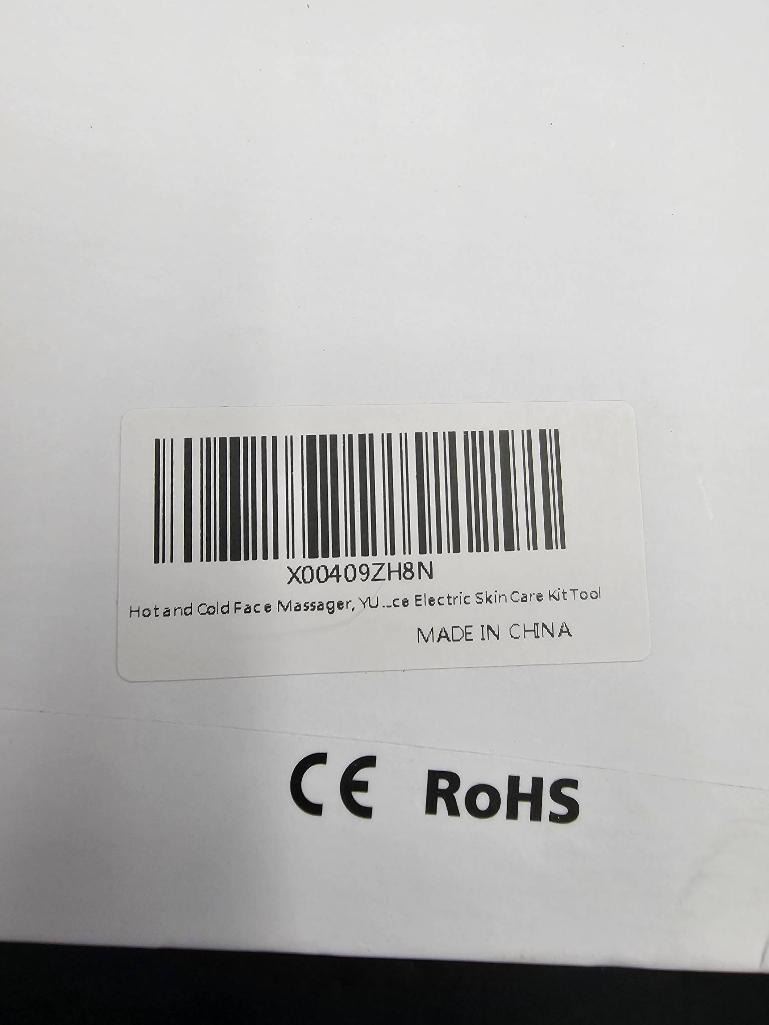 X00409ZH8N
Hot and Cold Face Massager, YU...ce Electric Skin Care Kit Tool
MADE IN CHINA
CE RoHS